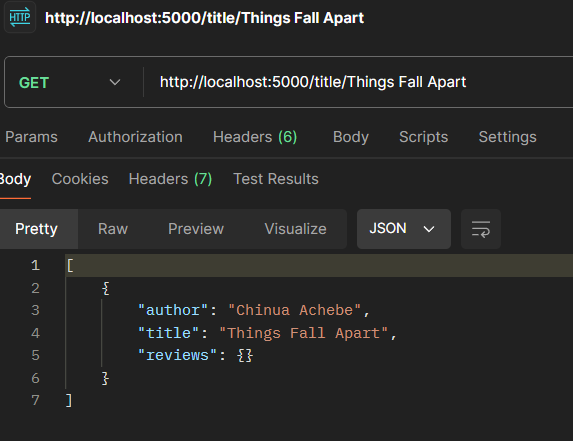 HTTP http://localhost:5000/title/Things Fall Apart
GET http://localhost:5000/title/Things Fall Apart
Params Authorization Headers (6) Body Scripts Settings
Body Cookies Headers (7) Test Results
Pretty Raw Preview Visualize JSON
1 [
2 {
3 "author": "Chinua Achebe",
4 "title": "Things Fall Apart",
5 "reviews": {}
6 }
7 ]